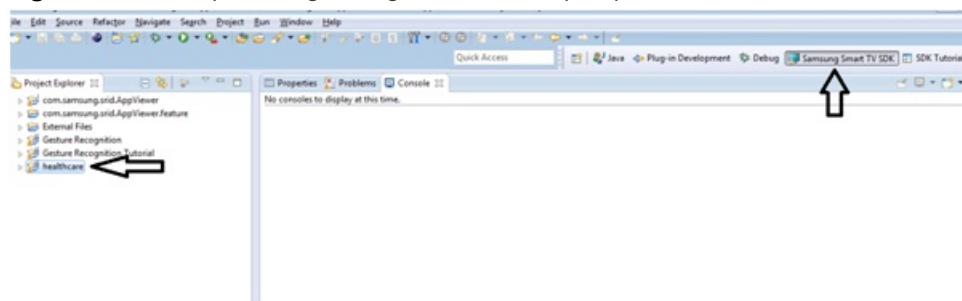 ile Edit Source Refactor Navigate Search Project Run Window Help
Quick Access
Java Plug-in Development Debug Samsung Smart TV SDK SDK Tutoria
Project Explorer
Properties Problems Console
com.samsung.srid.AppViewer
No consoles to display at this time.
com.samsung.srid.AppViewer.feature
External Files
Gesture Recognition
Gesture Recognition Tutorial
healthcare